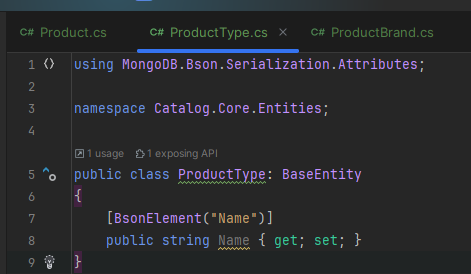 C# Product.cs C# ProductType.cs × C# ProductBrand.cs
1 {} using MongoDB.Bson.Serialization.Attributes;
2
3 namespace Catalog.Core.Entities;
4
1 usage 1 exposing API
5 public class ProductType: BaseEntity
6 {
7 [BsonElement("Name")]
8 public string Name { get; set; }
9 }